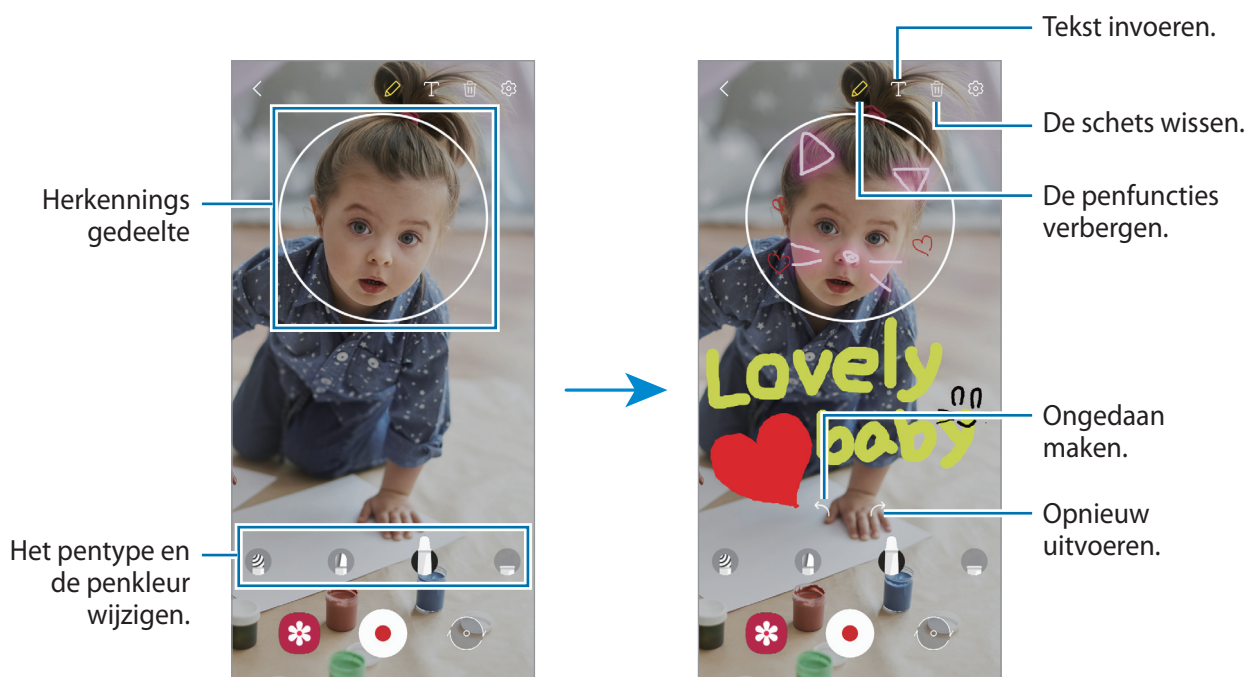 Tekst invoeren.
De schets wissen.
Herkennings
gedeelte
De penfuncties
verbergen.
Lovely
baby
Ongedaan
maken.
Opnieuw
uitvoeren.
Het pentype en
de penkleur
wijzigen.